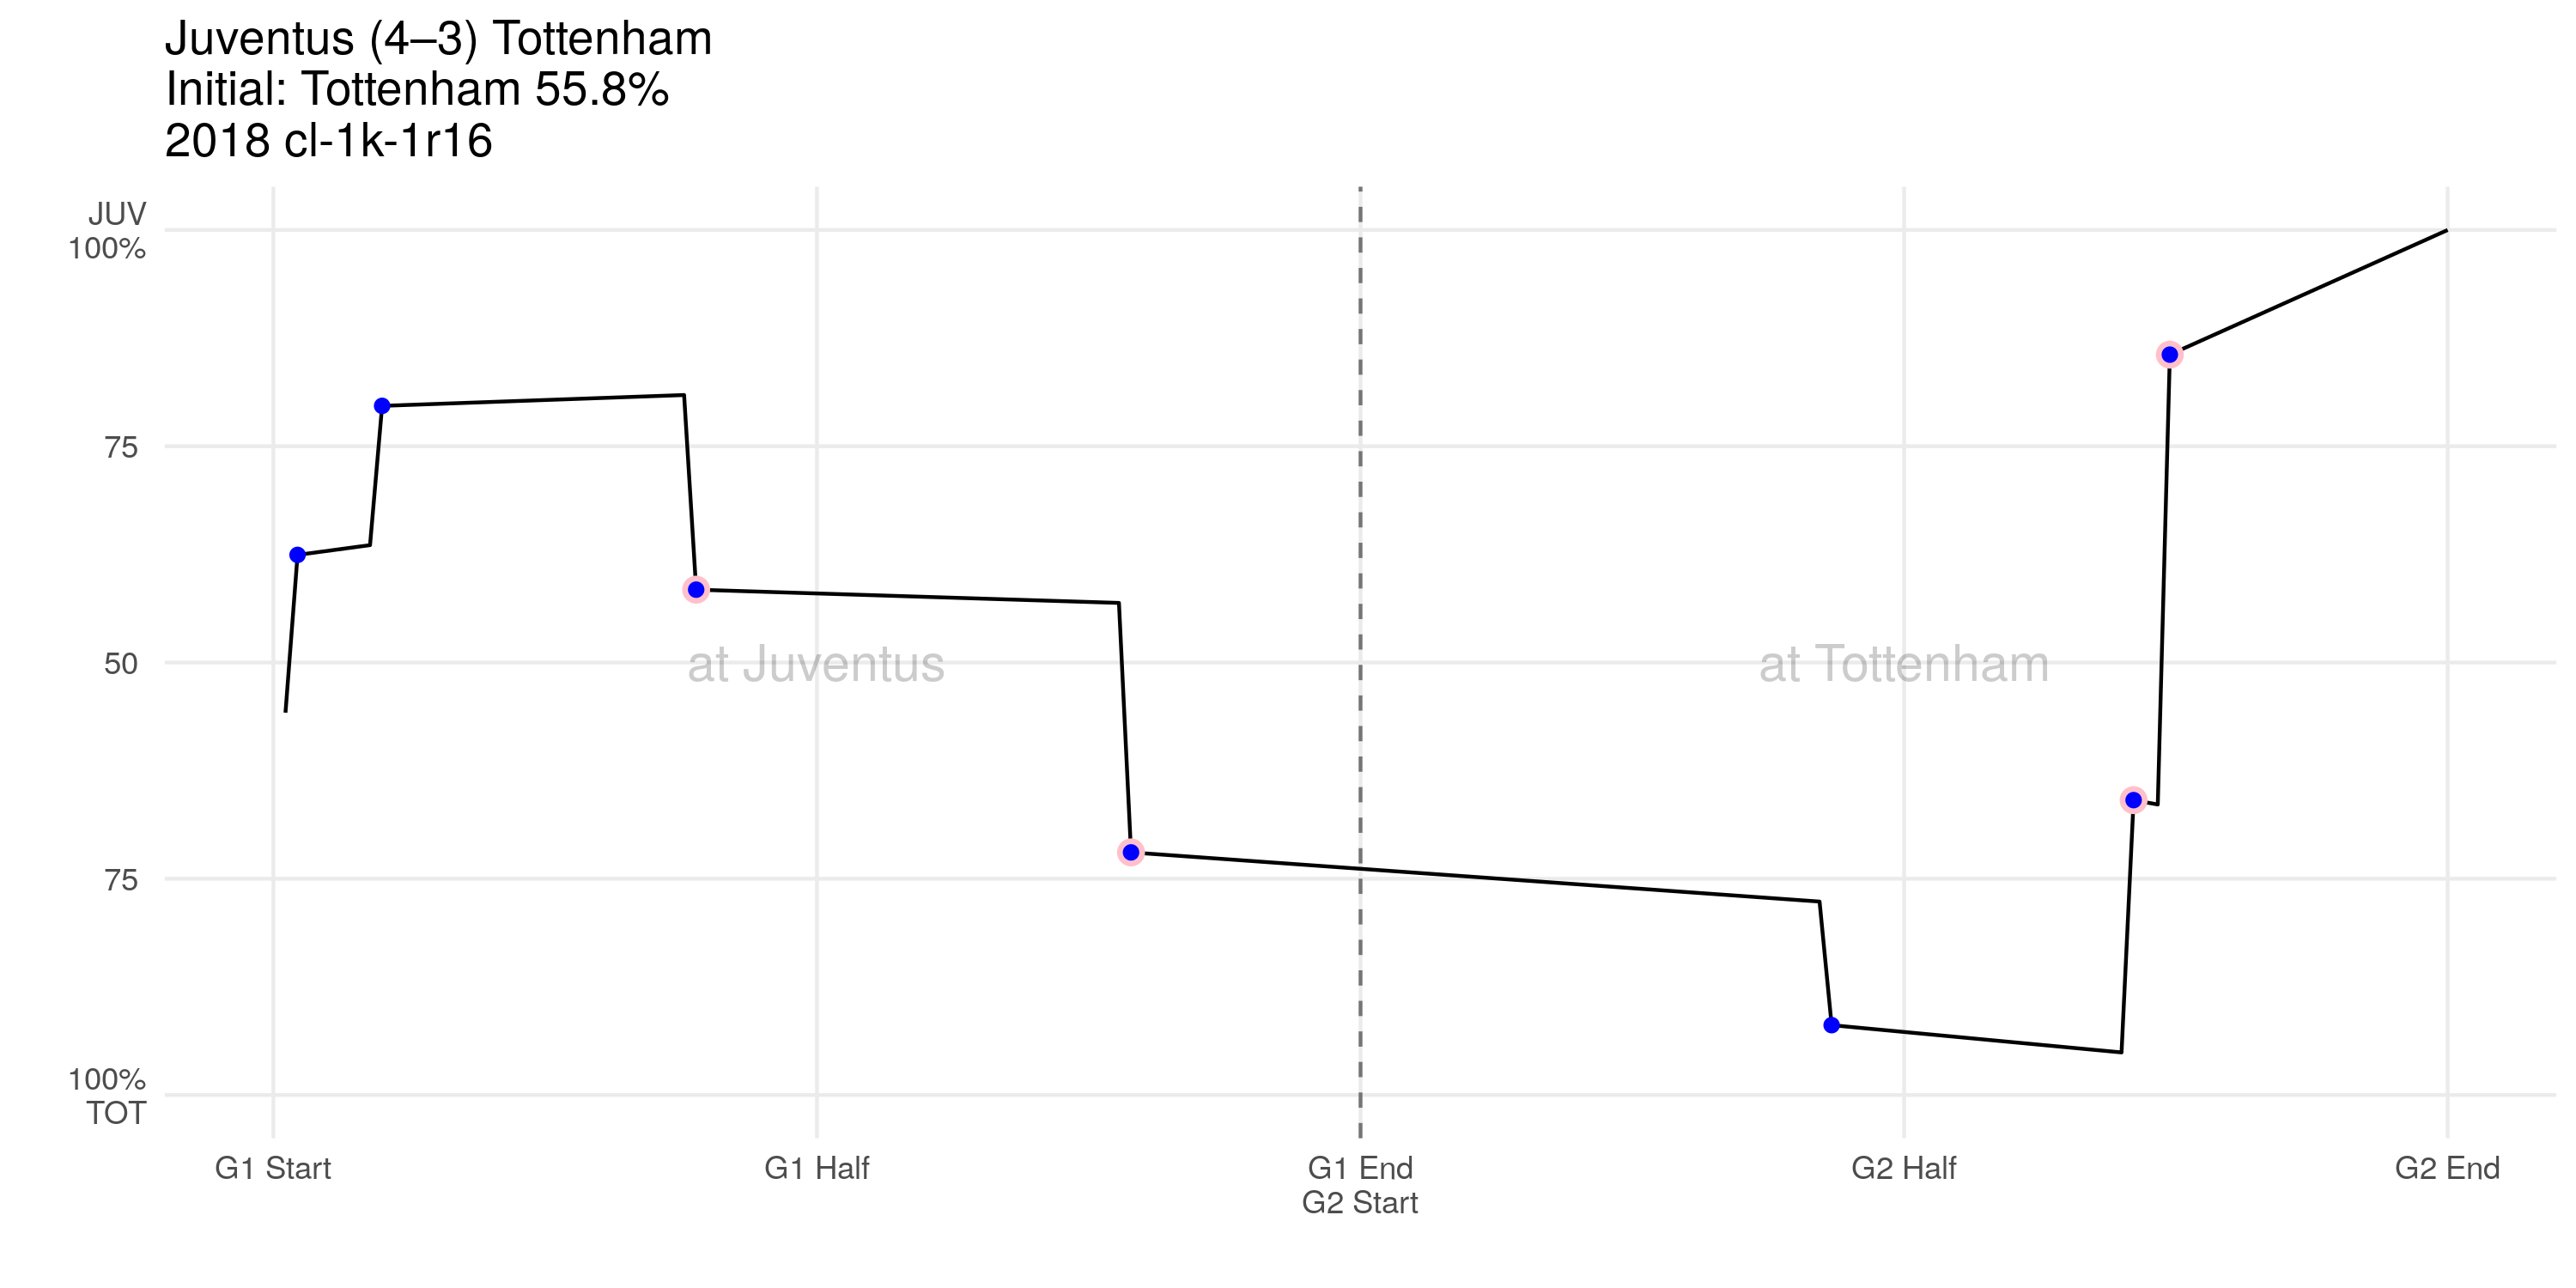 Juventus (4–3) Tottenham
Initial: Tottenham 55.8%
2018 cl-1k-1r16
JUV
100%
75
50
75
100%
TOT
at Juventus
at Tottenham
G1 Start
G1 Half
G1 End
G2 Start
G2 Half
G2 End